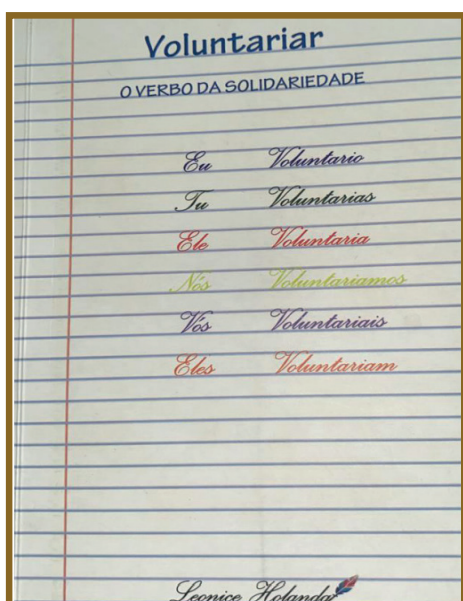 Voluntariar
O VERBO DA SOLIDARIEDADE
Eu Voluntario
Tu Voluntarias
Ele Voluntaria
Nós Voluntariamos
Vós Voluntariais
Eles Voluntariam
Leonice Holanda